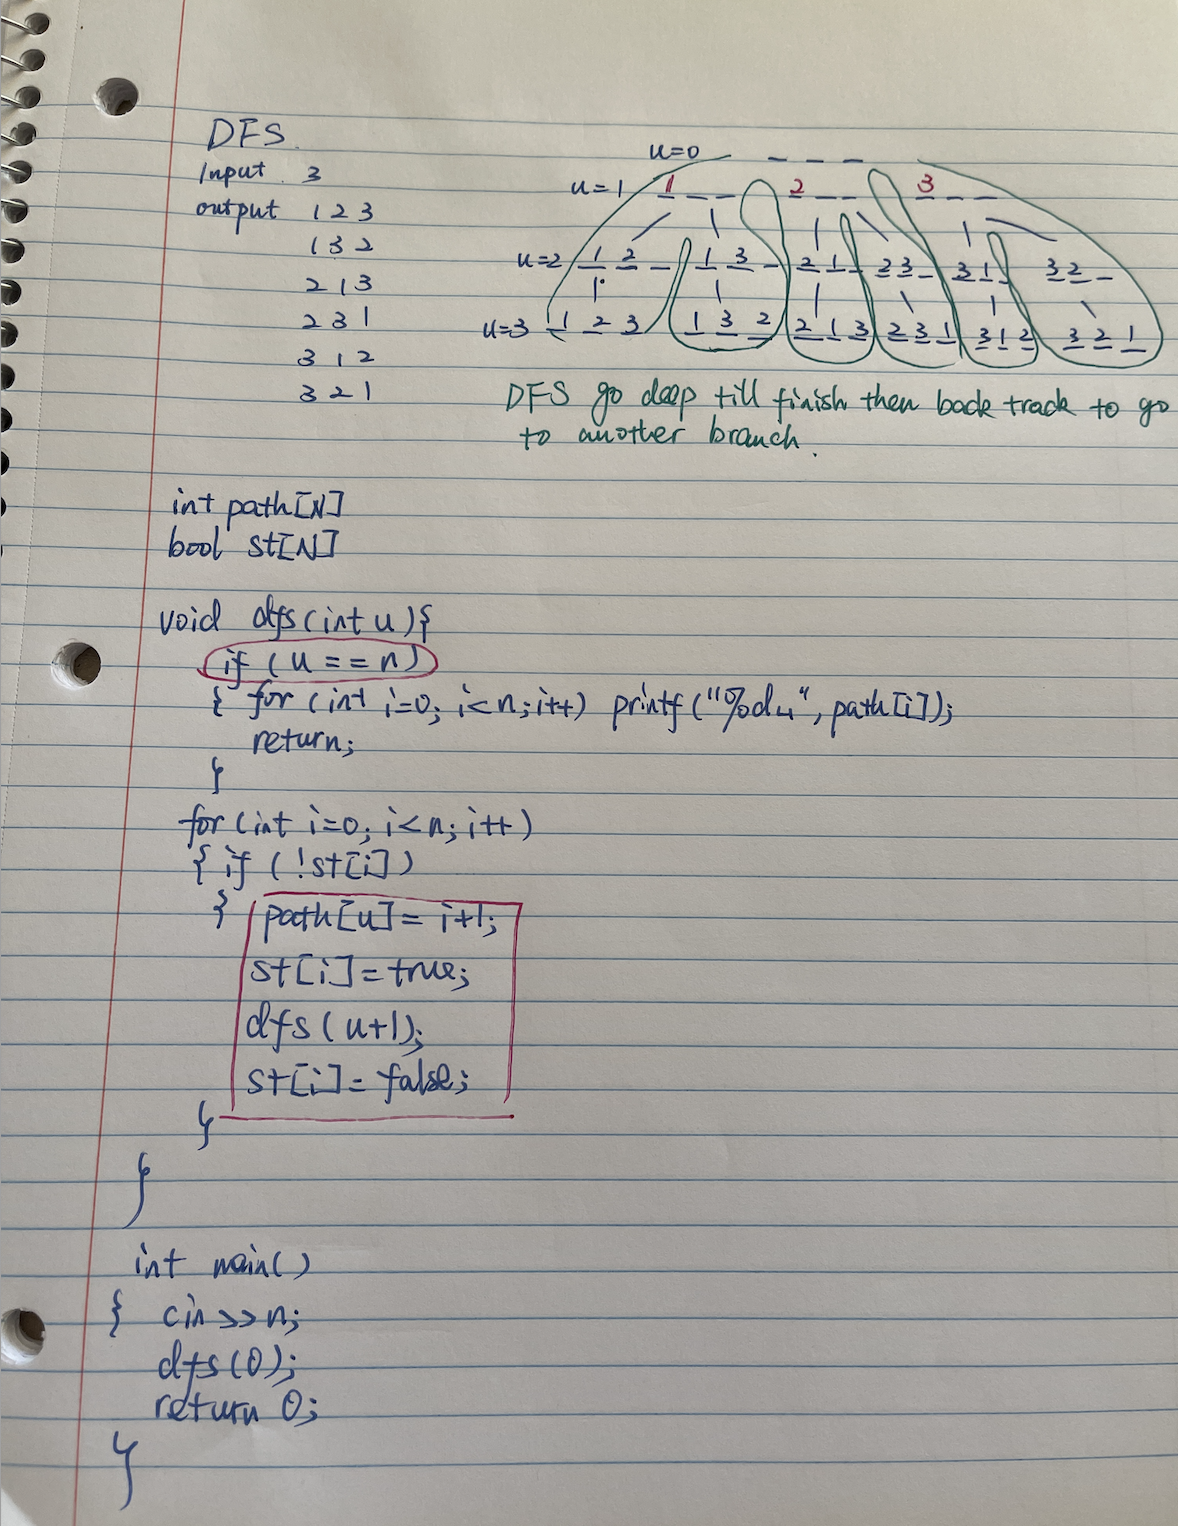 DFS.
Input 3
output 1 2 3
1 3 2
2 1 3
2 3 1
3 1 2
3 2 1
u=0 _ _ _
u=1 1 _ _ 2 _ _ 3 _ _
u=2 1 2 _ 1 3 _ 2 1 _ 2 3 _ 3 1 _ 3 2 _
u=3 1 2 3 1 3 2 2 1 3 2 3 1 3 1 2 3 2 1
DFS go deep till finish then back track to go
to another branch.
int path[N]
bool st[N]
void dfs(int u){
if (u == n)
{ for (int i=0; i<n; i++) printf("%d␣", path[i]);
return;
}
for (int i=0; i<n; i++)
{ if (!st[i])
{ path[u] = i+1;
st[i] = true;
dfs(u+1);
st[i] = false;
}
}
int main()
{ cin >> n;
dfs(0);
return 0;
}